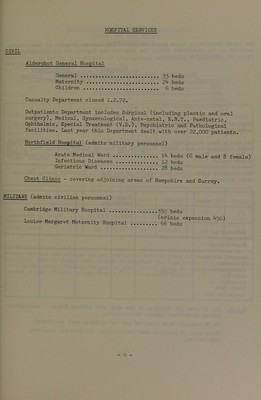 HOSPITAL SERVICES
CIVIL
Aldershot General Hospital
General ........................ 33 beds
Maternity ...................... 24 beds
Children ....................... 6 beds
Casualty Department closed 1.2.72.
Outpatients Department includes Surgical (including plastic and oral
surgery), Medical, Gynaecological, Ante-natal, E.N.T., Paediatric,
Ophthalmic, Special Treatment (V.D.), Psychiatric and Pathological
Facilities. Last year this Department dealt with over 22,000 patients.
Northfield Hospital (admits military personnel)
Acute Medical Ward ............. 14 beds (6 male and 8 female)
Infectious Diseases ............ 12 beds
Geriatric Ward ................. 28 beds
Chest Clinic - covering adjoining areas of Hampshire and Surrey.
MILITARY (admits civilian personnel)
Cambridge Military Hospital ................350 beds
(crisis expansion 450)
Louise Margaret Maternity Hospital ......... 66 beds